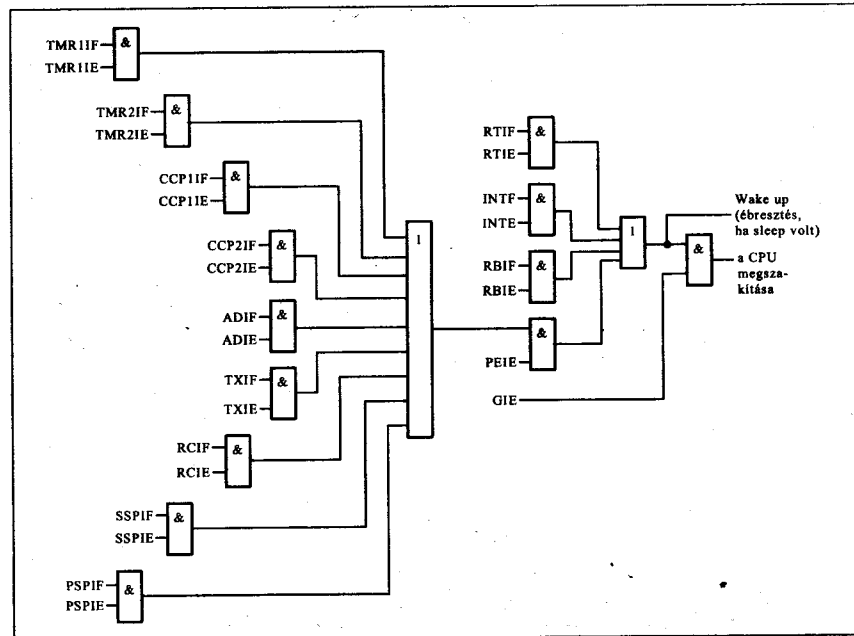 TMR1IF
&
TMR1IE
TMR2IF
&
TMR2IE
CCP1IF
&
CCP1IE
CCP2IF
&
CCP2IE
ADIF
&
ADIE
TXIF
&
TXIE
RCIF
&
RCIE
SSPIF
&
SSPIE
PSPIF
&
PSPIE
1
RTIF
&
RTIE
INTF
&
INTE
RBIF
&
RBIE
&
PEIE
GIE
1
&
Wake up
(ébresztés,
ha sleep volt)
a CPU
megsza-
kítása